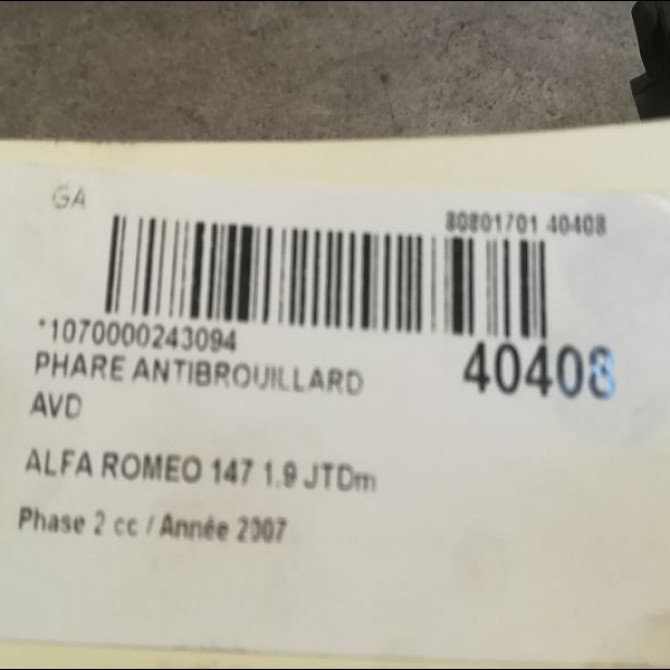 GA
80801701 40408
*1070000243094
40408
PHARE ANTIBROUILLARD
AVD
ALFA ROMEO 147 1.9 JTDm
Phase 2 cc / Année 2007